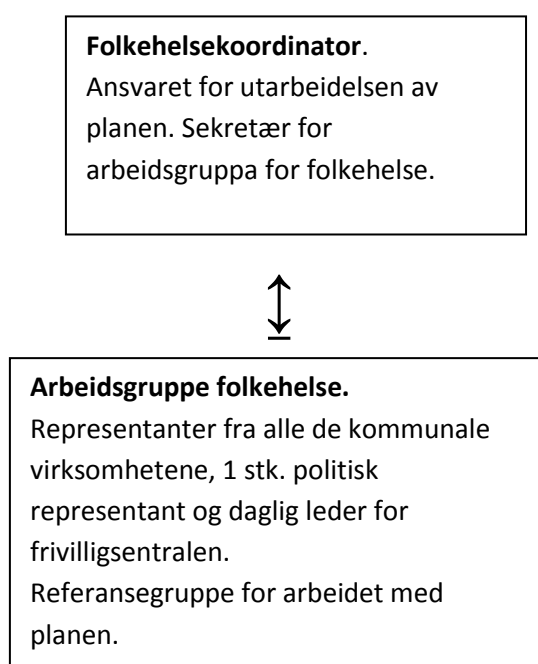 Folkehelsekoordinator.
Ansvaret for utarbeidelsen av
planen. Sekretær for
arbeidsgruppa for folkehelse.
↨
Arbeidsgruppe folkehelse.
Representanter fra alle de kommunale
virksomhetene, 1 stk. politisk
representant og daglig leder for
frivilligsentralen.
Referansegruppe for arbeidet med
planen.